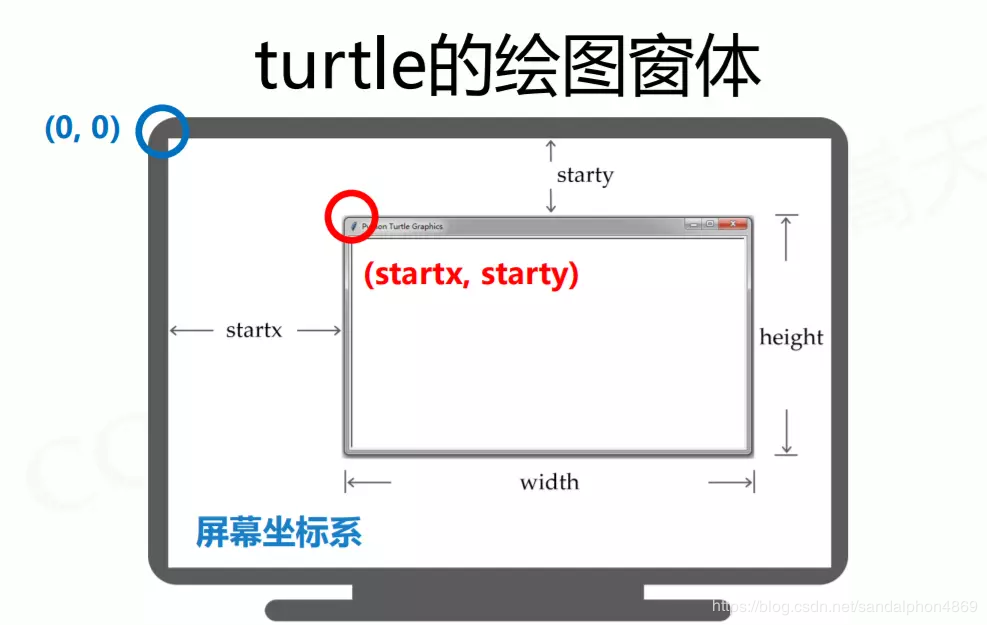 turtle的绘图窗体
(0, 0)
starty
Python Turtle Graphics
(startx, starty)
startx
height
width
屏幕坐标系
https://blog.csdn.net/sandalphon4869